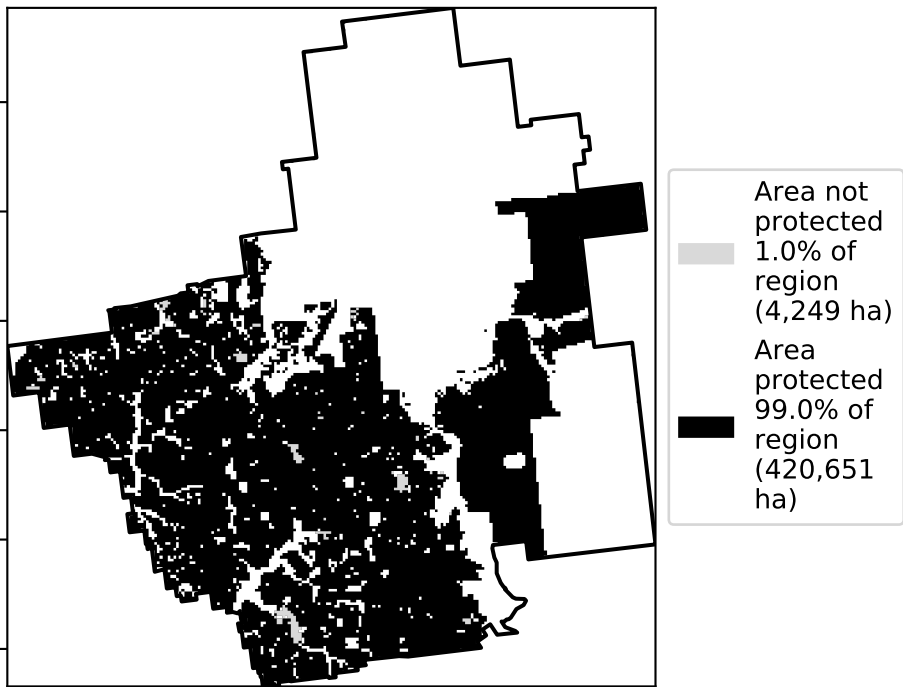 Area not
protected
1.0% of
region
(4,249 ha)
Area
protected
99.0% of
region
(420,651
ha)